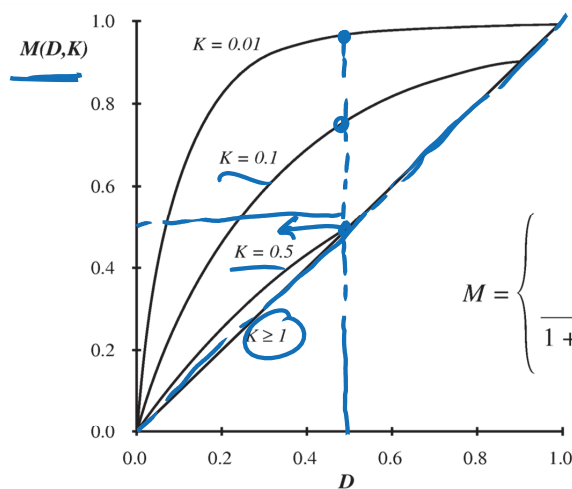 M(D,K)
1.0
0.8
0.6
0.4
0.2
0.0
K = 0.01
K = 0.1
K = 0.5
K ≥ 1
M = {
1 +
0.0 0.2 0.4 0.6 0.8 1.0
D